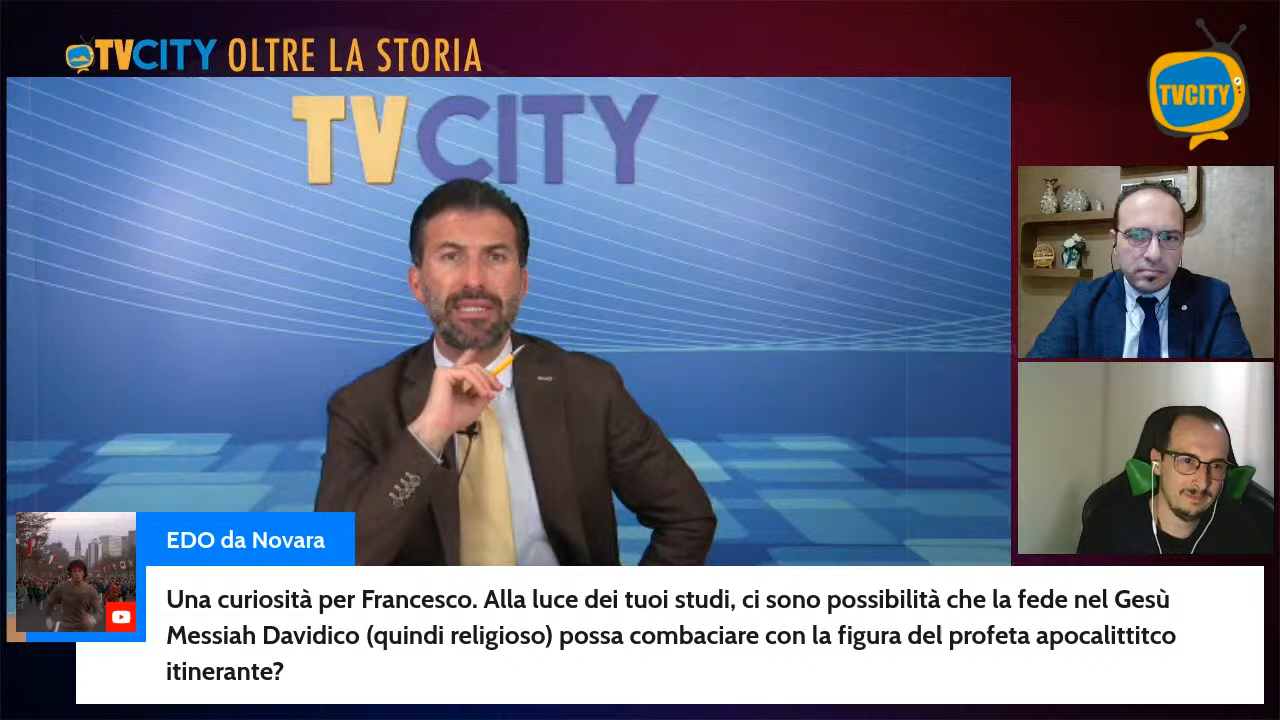 TVCITY OLTRE LA STORIA
TVCITY
TVCITY
EDO da Novara
Una curiosità per Francesco. Alla luce dei tuoi studi, ci sono possibilità che la fede nel Gesù
Messiah Davidico (quindi religioso) possa combaciare con la figura del profeta apocalittitco
itinerante?